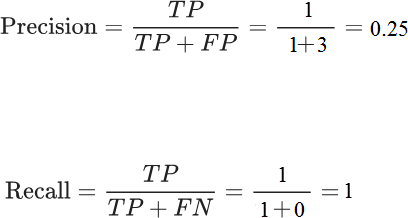 Precision = TP / (TP + FP) = 1 / (1+3) = 0.25
Recall = TP / (TP + FN) = 1 / (1+0) = 1